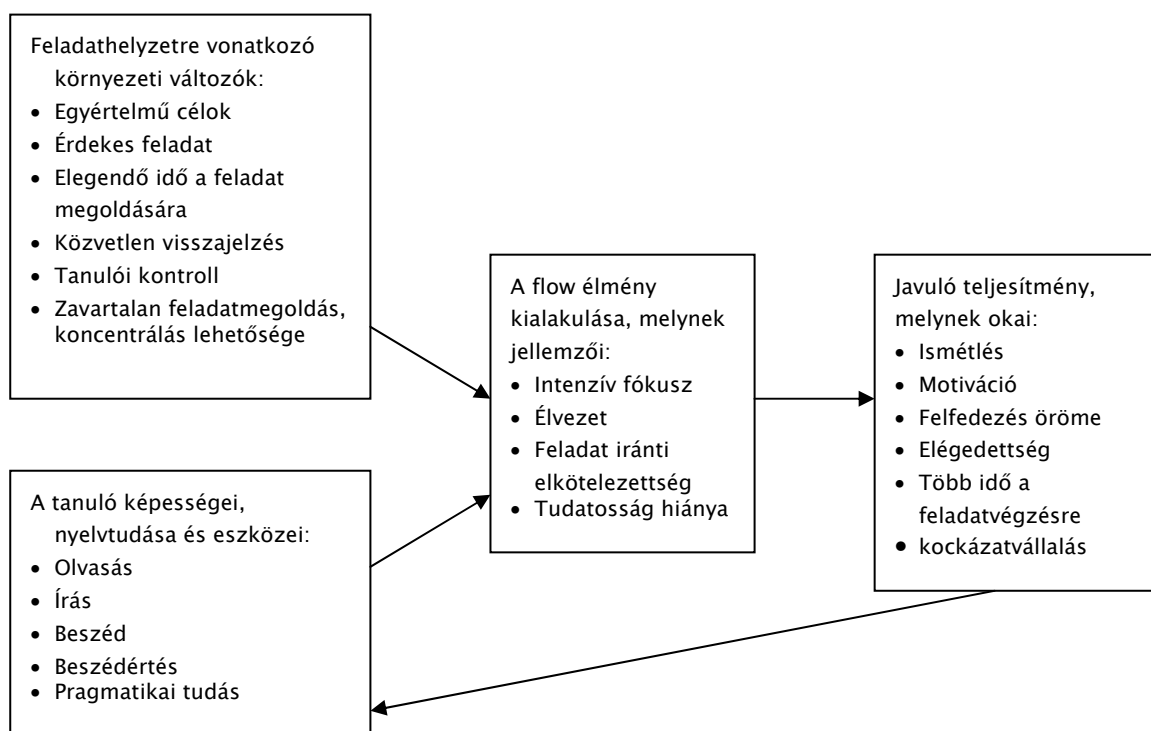 Feladathelyzetre vonatkozó
környezeti változók:
• Egyértelmű célok
• Érdekes feladat
• Elegendő idő a feladat
megoldására
• Közvetlen visszajelzés
• Tanulói kontroll
• Zavartalan feladatmegoldás,
koncentrálás lehetősége
A tanuló képességei,
nyelvtudása és eszközei:
• Olvasás
• Írás
• Beszéd
• Beszédértés
• Pragmatikai tudás
A flow élmény
kialakulása, melynek
jellemzői:
• Intenzív fókusz
• Élvezet
• Feladat iránti
elkötelezettség
• Tudatosság hiánya
Javuló teljesítmény,
melynek okai:
• Ismétlés
• Motiváció
• Felfedezés öröme
• Elégedettség
• Több idő a
feladatvégzésre
• kockázatvállalás